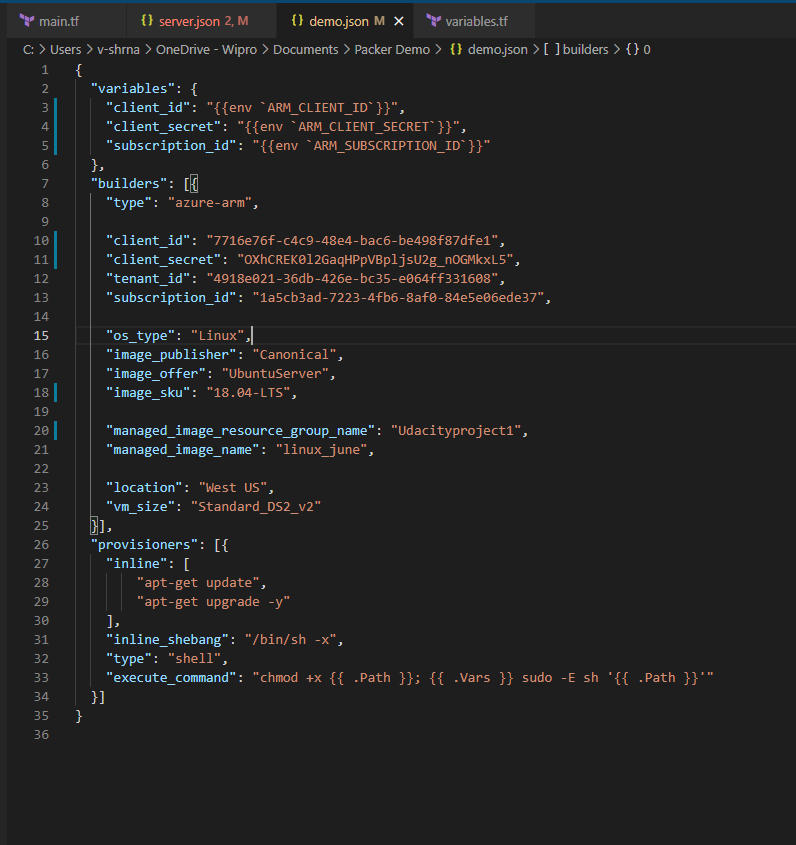 main.tf
server.json 2, M
demo.json M
variables.tf
C: > Users > v-shrna > OneDrive - Wipro > Documents > Packer Demo > {} demo.json > [ ] builders > {} 0
1 {
2 "variables": {
3 "client_id": "{{env `ARM_CLIENT_ID`}}",
4 "client_secret": "{{env `ARM_CLIENT_SECRET`}}",
5 "subscription_id": "{{env `ARM_SUBSCRIPTION_ID`}}"
6 },
7 "builders": [{
8 "type": "azure-arm",
9
10 "client_id": "7716e76f-c4c9-48e4-bac6-be498f87dfe1",
11 "client_secret": "OXhCREK0l2GaqHPpVBpljsU2g_nOGMkxL5",
12 "tenant_id": "4918e021-36db-426e-bc35-e064ff331608",
13 "subscription_id": "1a5cb3ad-7223-4fb6-8af0-84e5e06ede37",
14
15 "os_type": "Linux",
16 "image_publisher": "Canonical",
17 "image_offer": "UbuntuServer",
18 "image_sku": "18.04-LTS",
19
20 "managed_image_resource_group_name": "Udacityproject1",
21 "managed_image_name": "linux_june",
22
23 "location": "West US",
24 "vm_size": "Standard_DS2_v2"
25 }],
26 "provisioners": [{
27 "inline": [
28 "apt-get update",
29 "apt-get upgrade -y"
30 ],
31 "inline_shebang": "/bin/sh -x",
32 "type": "shell",
33 "execute_command": "chmod +x {{ .Path }}; {{ .Vars }} sudo -E sh '{{ .Path }}'"
34 }]
35 }
36